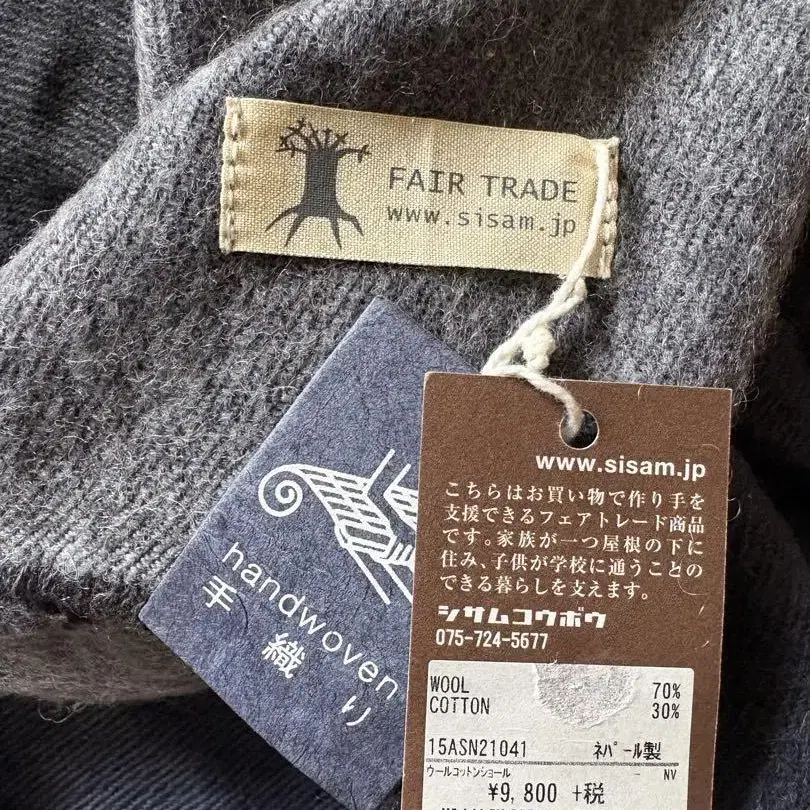 FAIR TRADE
www.sisam.jp
handwoven
手織り
www.sisam.jp
こちらはお買い物で作り手を
支援できるフェアトレード商品
です。家族が一つ屋根の下に
住み、子供が学校に通うことの
できる暮らしを支えます。
シサムコウボウ
075-724-5677
WOOL 70%
COTTON 30%
15ASN21041 ネパール製
ウールコットンショール - NV
¥9,800 +税